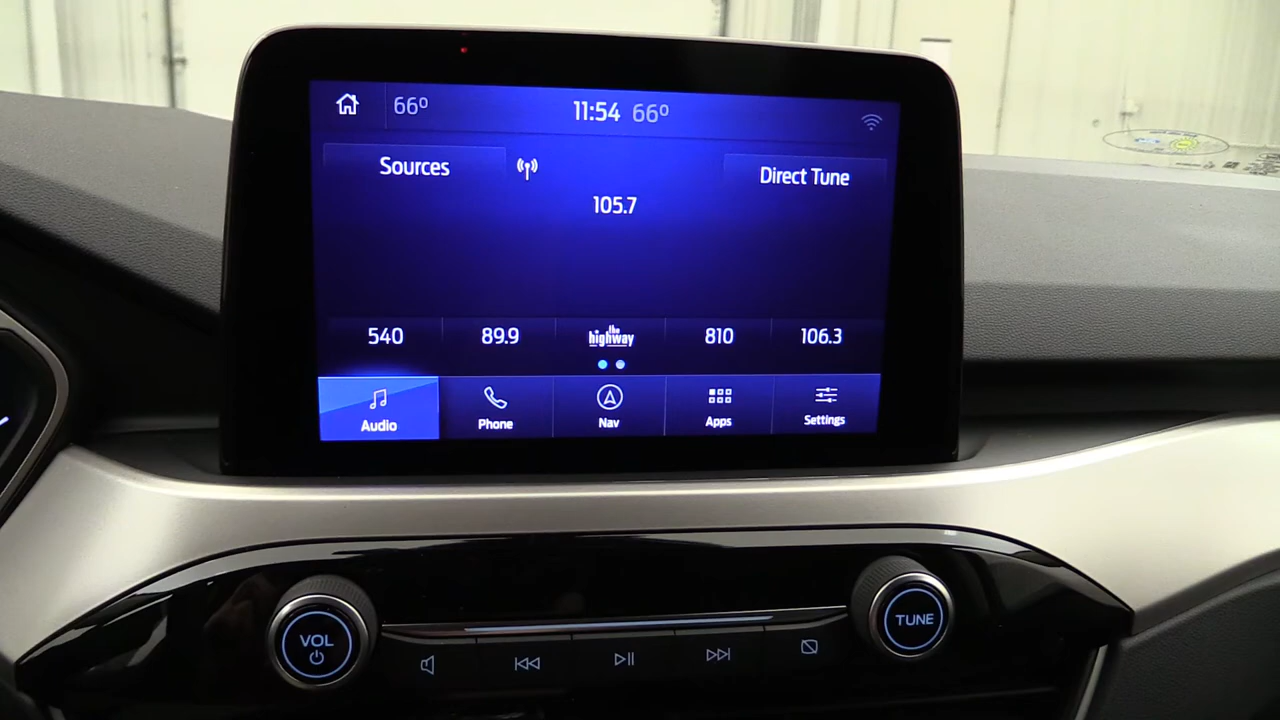 66° 11:54 66°
Sources Direct Tune
105.7
540 89.9 the highway 810 106.3
Audio Phone Nav Apps Settings
VOL TUNE